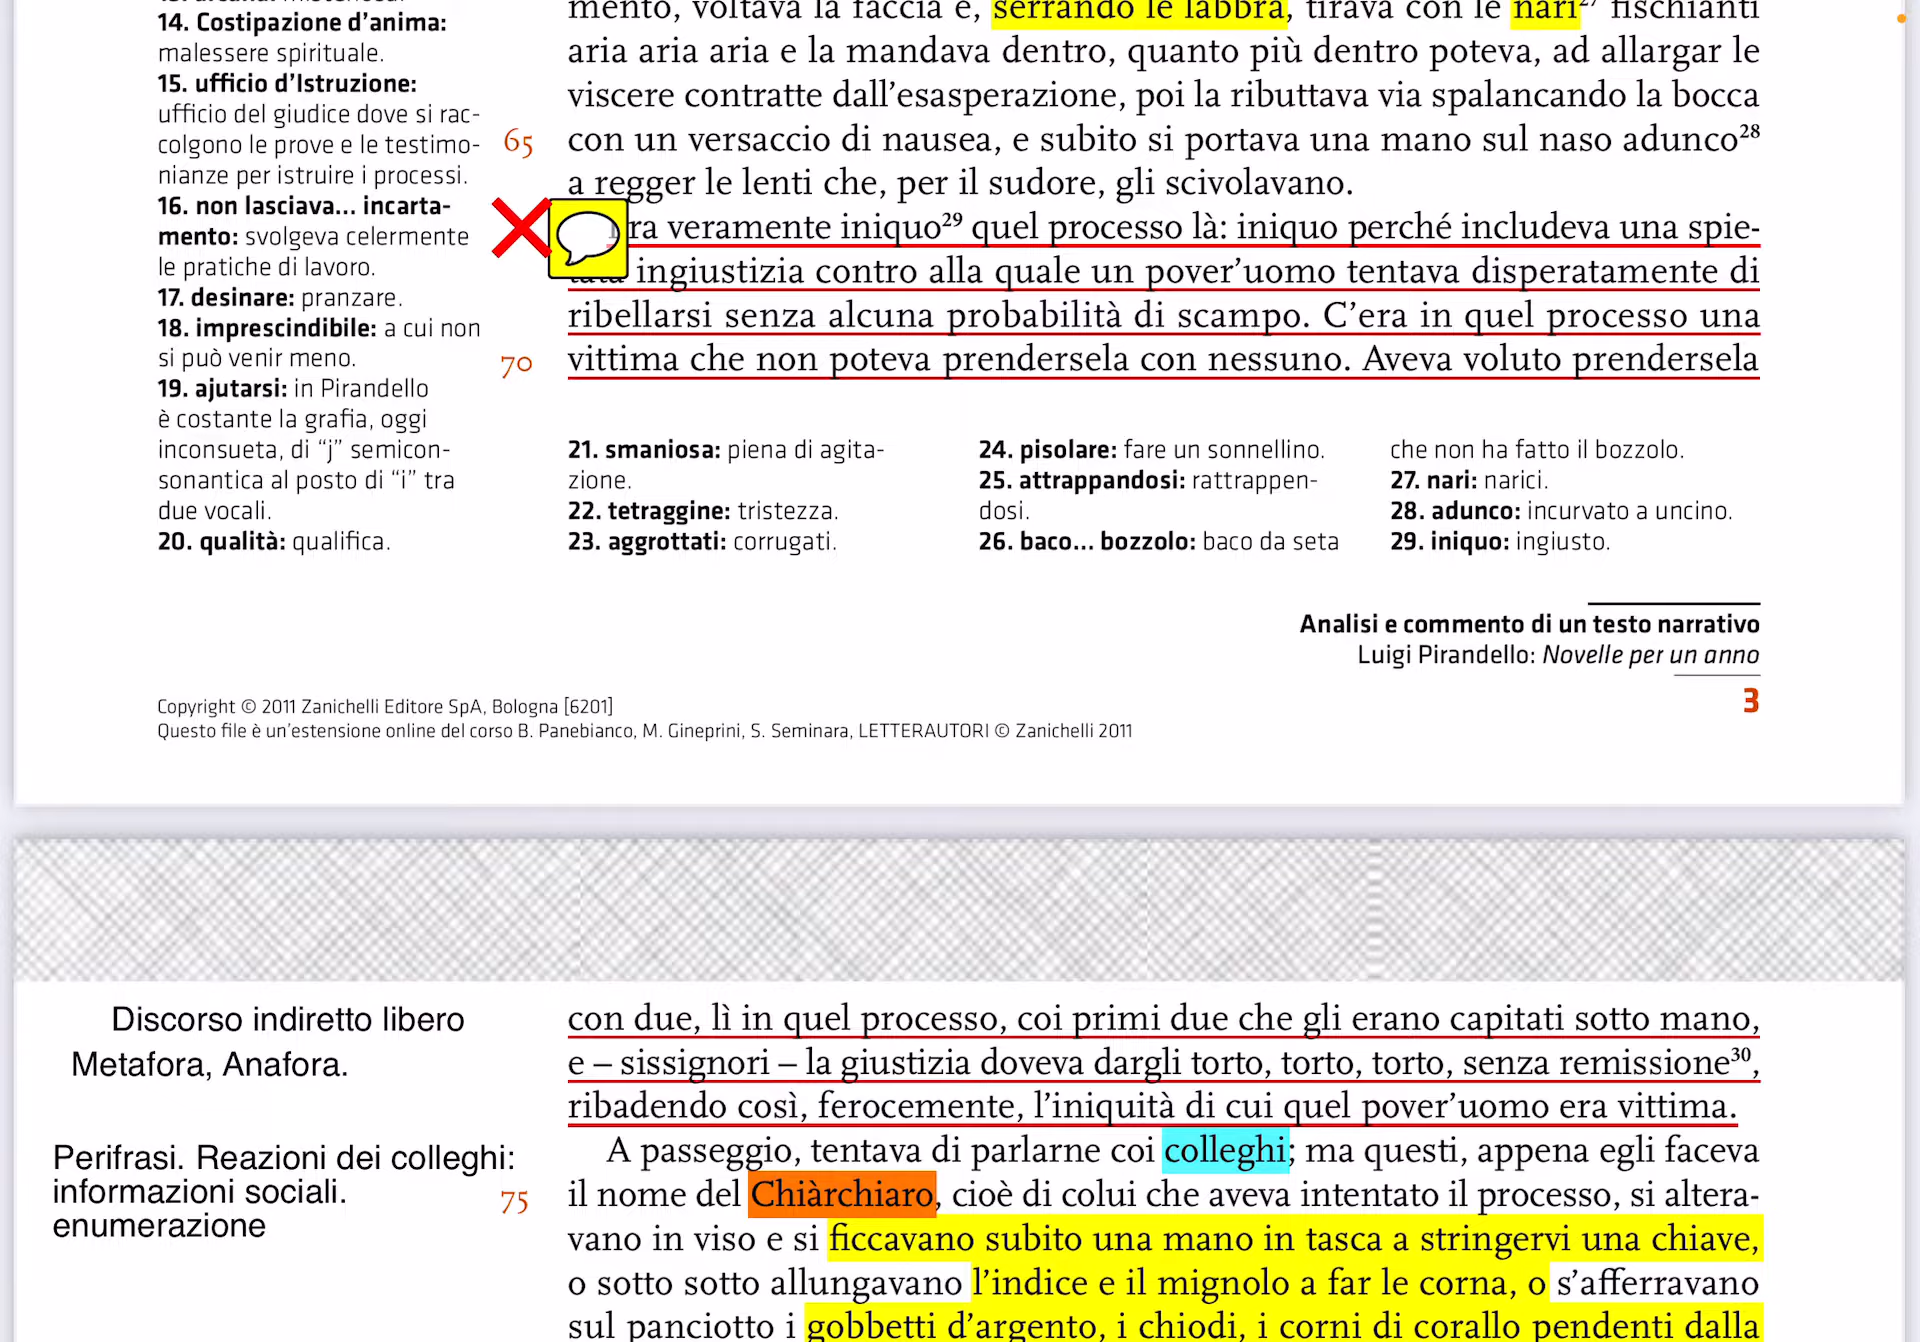 14. Costipazione d'anima:
malessere spirituale.
15. ufficio d'Istruzione:
ufficio del giudice dove si rac-
colgono le prove e le testimo-
nianze per istruire i processi.
16. non lasciava... incarta-
mento: svolgeva celermente
le pratiche di lavoro.
17. desinare: pranzare.
18. imprescindibile: a cui non
si può venir meno.
19. ajutarsi: in Pirandello
è costante la grafia, oggi
inconsueta, di “j” semicon-
sonantica al posto di “i” tra
due vocali.
20. qualità: qualifica.
mento, voltava la faccia e, serrando le labbra, tirava con le nari²⁷ fischianti
aria aria aria e la mandava dentro, quanto più dentro poteva, ad allargar le
viscere contratte dall'esasperazione, poi la ributtava via spalancando la bocca
65 con un versaccio di nausea, e subito si portava una mano sul naso adunco²⁸
a regger le lenti che, per il sudore, gli scivolavano.
ra veramente iniquo²⁹ quel processo là: iniquo perché includeva una spie-
tata ingiustizia contro alla quale un pover'uomo tentava disperatamente di
ribellarsi senza alcuna probabilità di scampo. C'era in quel processo una
70 vittima che non poteva prendersela con nessuno. Aveva voluto prendersela
21. smaniosa: piena di agita-
zione.
22. tetraggine: tristezza.
23. aggrottati: corrugati.
24. pisolare: fare un sonnellino.
25. attrappandosi: rattrappen-
dosi.
26. baco... bozzolo: baco da seta
che non ha fatto il bozzolo.
27. nari: narici.
28. adunco: incurvato a uncino.
29. iniquo: ingiusto.
Analisi e commento di un testo narrativo
Luigi Pirandello: Novelle per un anno
3
Copyright © 2011 Zanichelli Editore SpA, Bologna [6201]
Questo file è un'estensione online del corso B. Panebianco, M. Gineprini, S. Seminara, LETTERAUTORI © Zanichelli 2011
Discorso indiretto libero
Metafora, Anafora.
Perifrasi. Reazioni dei colleghi:
informazioni sociali.
enumerazione
con due, lì in quel processo, coi primi due che gli erano capitati sotto mano,
e – sissignori – la giustizia doveva dargli torto, torto, torto, senza remissione³⁰,
ribadendo così, ferocemente, l'iniquità di cui quel pover'uomo era vittima.
A passeggio, tentava di parlarne coi colleghi; ma questi, appena egli faceva
75 il nome del Chiàrchiaro, cioè di colui che aveva intentato il processo, si altera-
vano in viso e si ficcavano subito una mano in tasca a stringervi una chiave,
o sotto sotto allungavano l'indice e il mignolo a far le corna, o s'afferravano
sul panciotto i gobbetti d'argento, i chiodi, i corni di corallo pendenti dalla